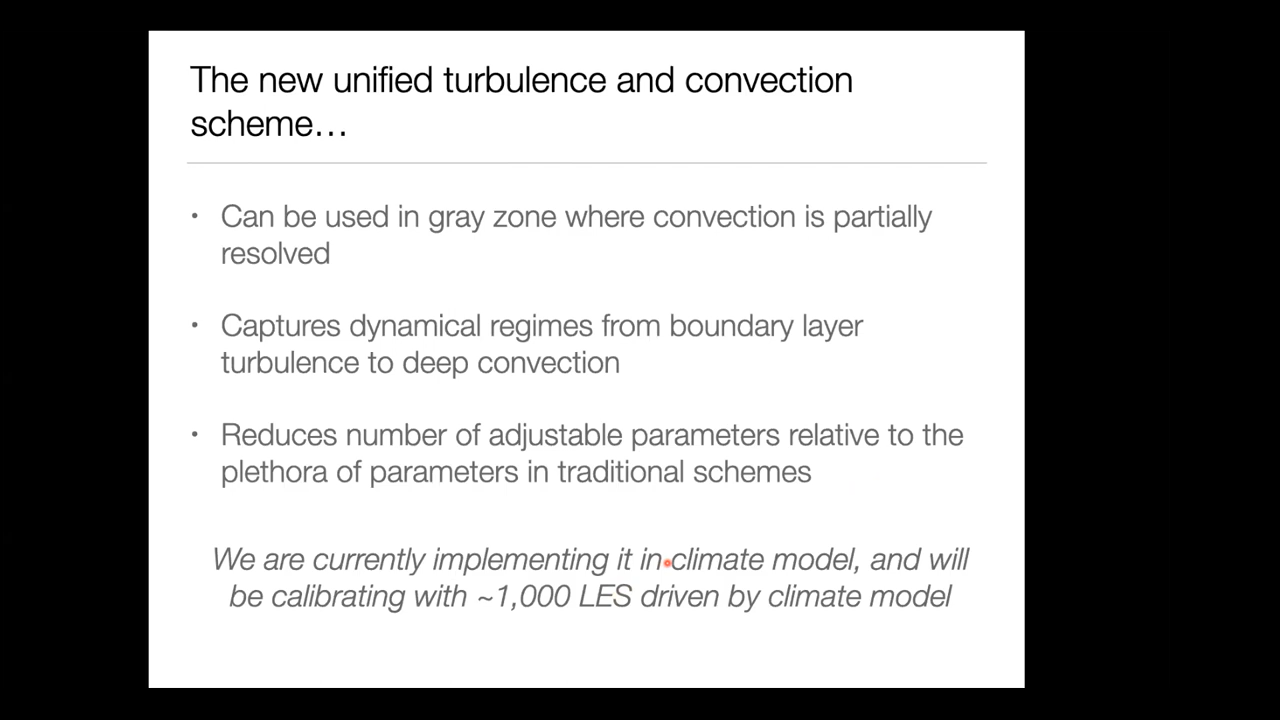 The new unified turbulence and convection
scheme…
• Can be used in gray zone where convection is partially
resolved
• Captures dynamical regimes from boundary layer
turbulence to deep convection
• Reduces number of adjustable parameters relative to the
plethora of parameters in traditional schemes
We are currently implementing it in climate model, and will
be calibrating with ~1,000 LES driven by climate model